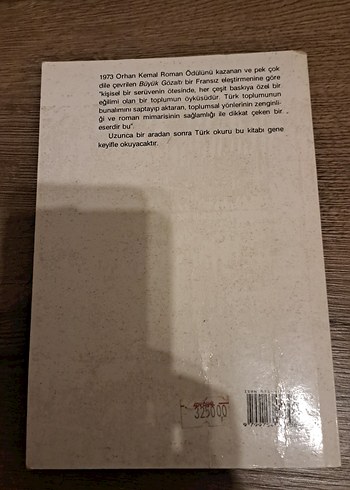 1973 Orhan Kemal Roman Ödülünü kazanan ve pek çok
dile çevrilen Büyük Gözaltı bir Fransız eleştirmenine göre
"kişisel bir serüvenin ötesinde, her çeşit baskıya özel bir
eğilimi olan bir toplumun öyküsüdür. Türk toplumunun
bunalımını saptayıp aktaran, toplumsal yönlerinin zenginli-
ği ve roman mimarisinin sağlamlığı ile dikkat çeken bir
eserdir bu".
Uzunca bir aradan sonra Türk okuru bu kitabı gene
keyifle okuyacaktır.
325000